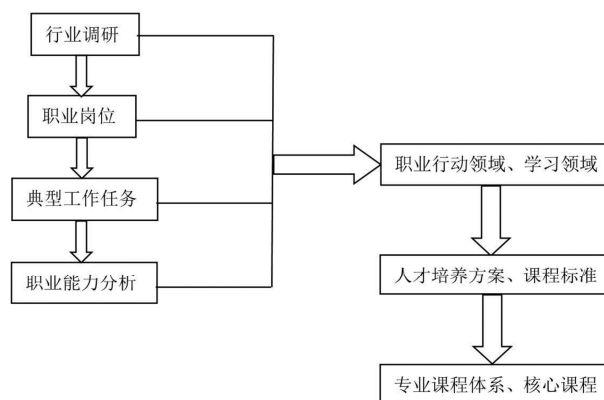 行业调研
职业岗位
典型工作任务
职业能力分析
职业行动领域、学习领域
人才培养方案、课程标准
专业课程体系、核心课程